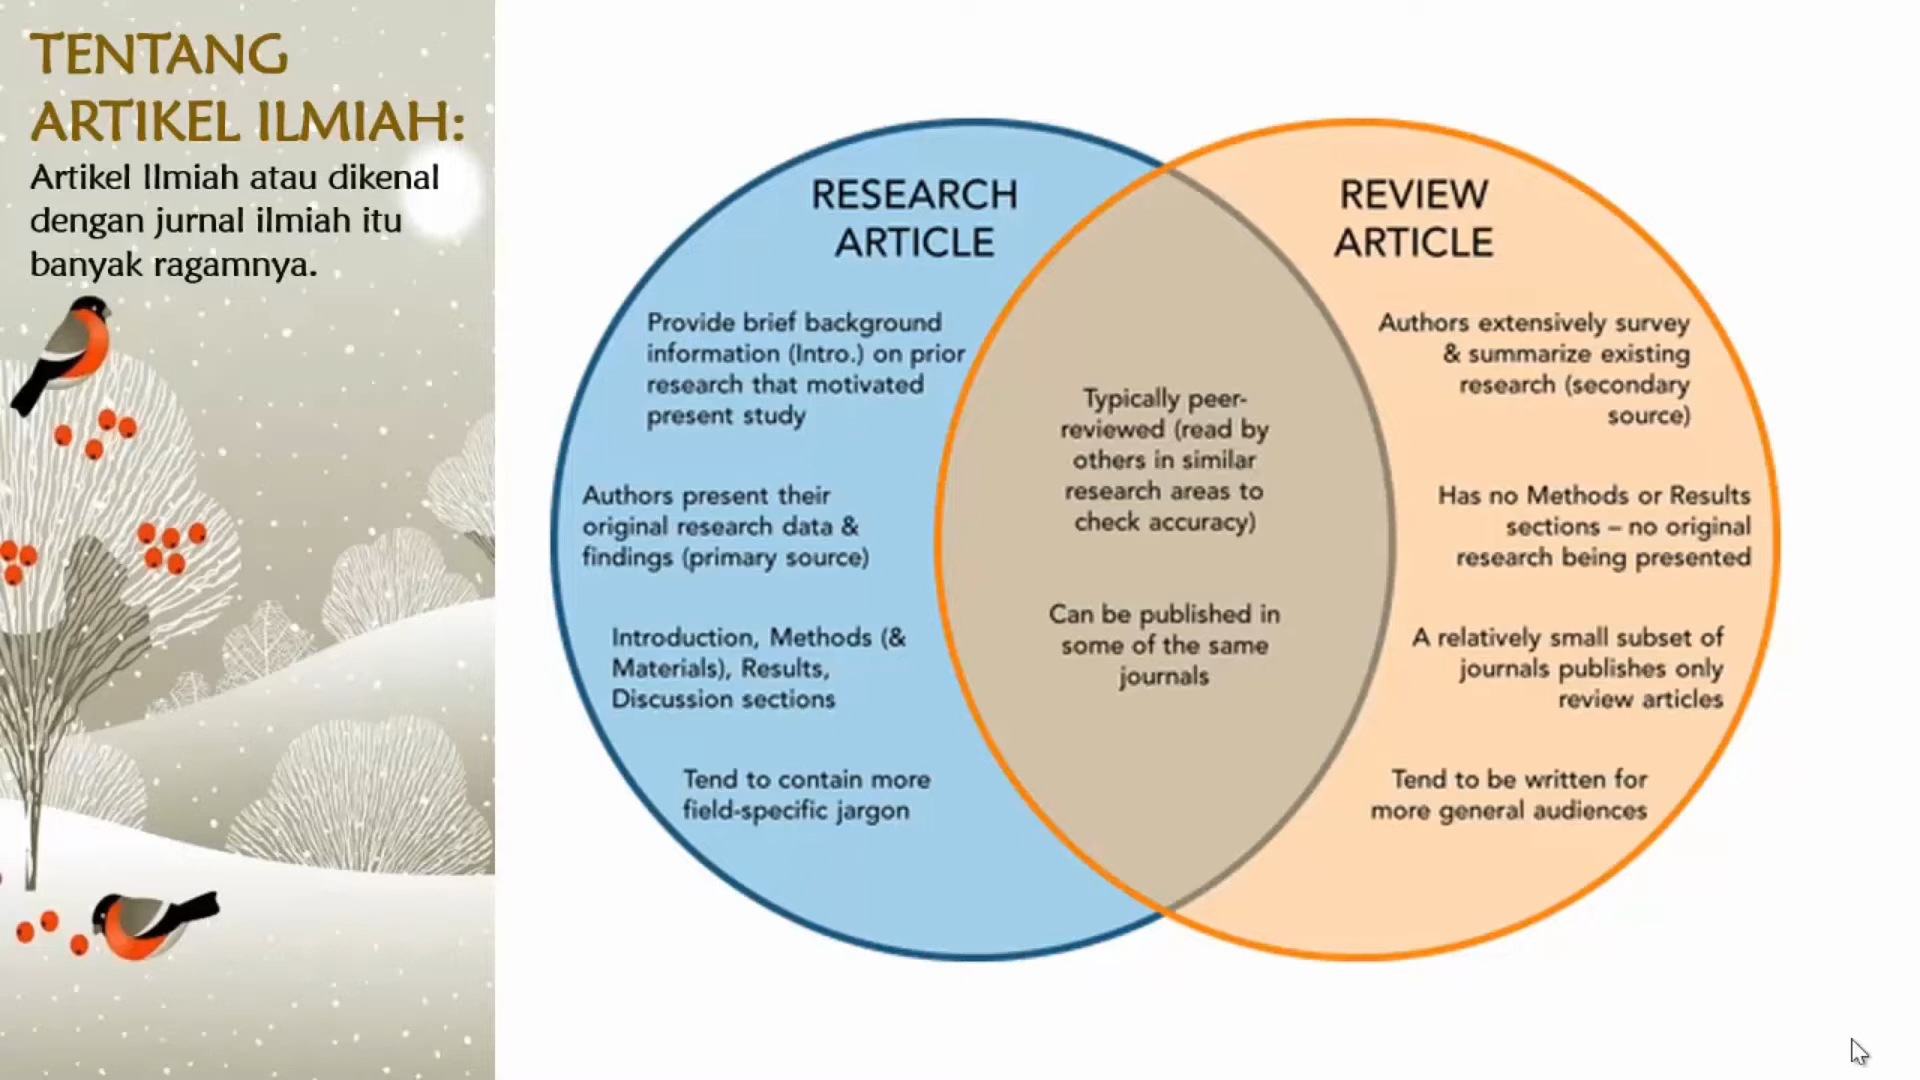 TENTANG
ARTIKEL ILMIAH:
Artikel Ilmiah atau dikenal
dengan jurnal ilmiah itu
banyak ragamnya.
RESEARCH
ARTICLE
Provide brief background
information (Intro.) on prior
research that motivated
present study
Authors present their
original research data &
findings (primary source)
Introduction, Methods (&
Materials), Results,
Discussion sections
Tend to contain more
field-specific jargon
Typically peer-
reviewed (read by
others in similar
research areas to
check accuracy)
Can be published in
some of the same
journals
REVIEW
ARTICLE
Authors extensively survey
& summarize existing
research (secondary
source)
Has no Methods or Results
sections – no original
research being presented
A relatively small subset of
journals publishes only
review articles
Tend to be written for
more general audiences